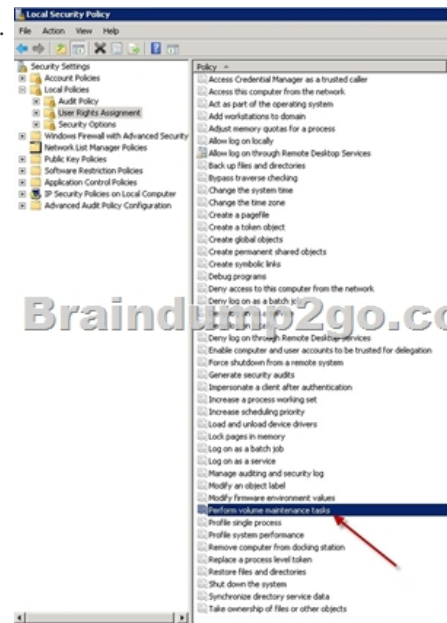 Local Security Policy
File Action View Help
Security Settings
Account Policies
Local Policies
Audit Policy
User Rights Assignment
Security Options
Windows Firewall with Advanced Security
Network List Manager Policies
Public Key Policies
Software Restriction Policies
Application Control Policies
IP Security Policies on Local Computer
Advanced Audit Policy Configuration
Policy
Access Credential Manager as a trusted caller
Access this computer from the network
Act as part of the operating system
Add workstations to domain
Adjust memory quotas for a process
Allow log on locally
Allow log on through Remote Desktop Services
Back up files and directories
Bypass traverse checking
Change the system time
Change the time zone
Create a pagefile
Create a token object
Create global objects
Create permanent shared objects
Create symbolic links
Debug programs
Deny access to this computer from the network
Deny log on as a batch job
Braindump2go.co
Deny log on through Remote Desktop Services
Enable computer and user accounts to be trusted for delegation
Force shutdown from a remote system
Generate security audits
Impersonate a client after authentication
Increase a process working set
Increase scheduling priority
Load and unload device drivers
Lock pages in memory
Log on as a batch job
Log on as a service
Manage auditing and security log
Modify an object label
Modify firmware environment values
Perform volume maintenance tasks
Profile single process
Profile system performance
Remove computer from docking station
Replace a process level token
Restore files and directories
Shut down the system
Synchronize directory service data
Take ownership of files or other objects